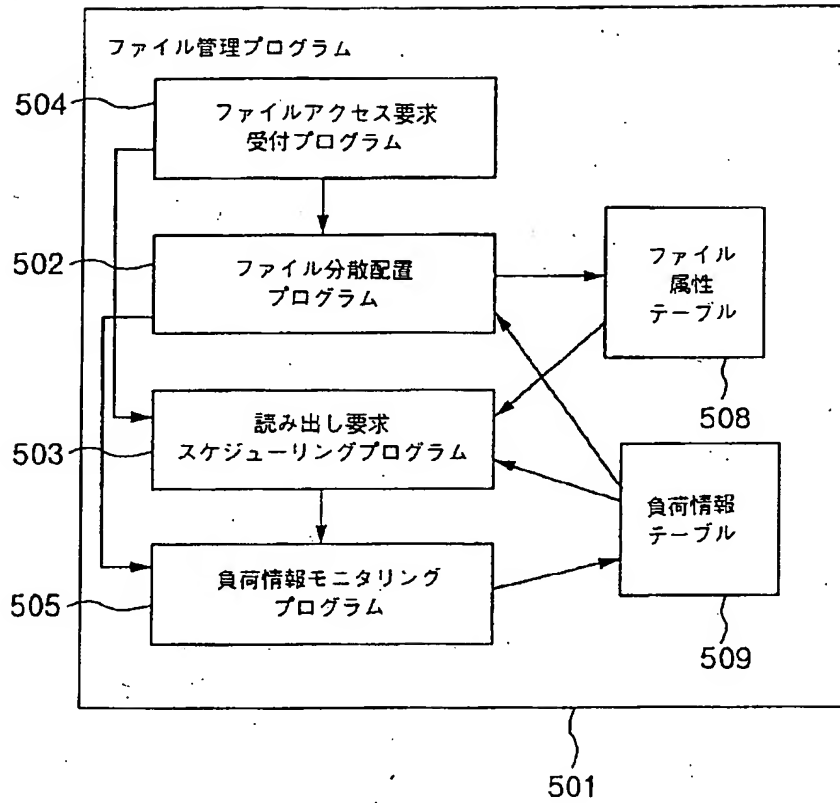 ファイル管理プログラム
504
ファイルアクセス要求
受付プログラム
502
ファイル分散配置
プログラム
ファイル
属性
テーブル
508
503
読み出し要求
スケジューリングプログラム
負荷情報
テーブル
509
505
負荷情報モニタリング
プログラム
501